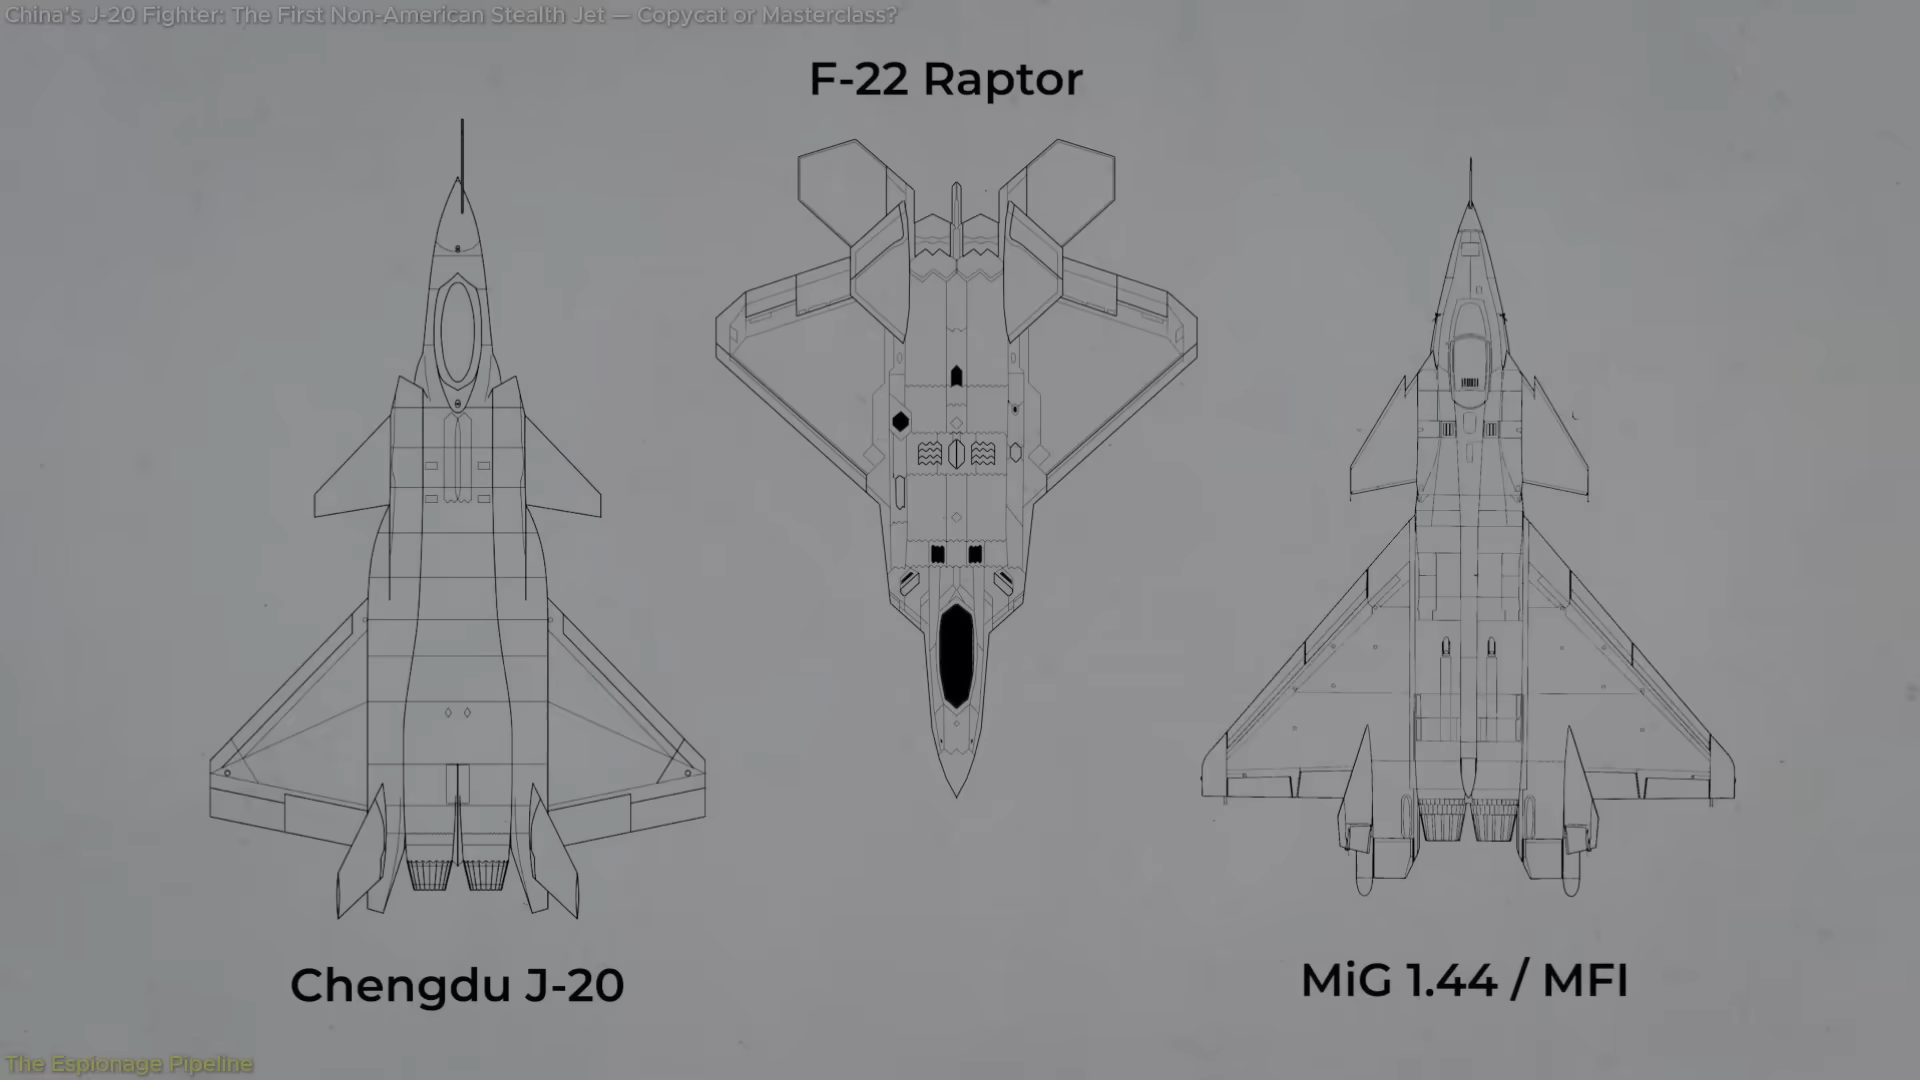 China's J-20 Fighter: The First Non-American Stealth Jet — Copycat or Masterclass?
F-22 Raptor
Chengdu J-20
MiG 1.44 / MFI
The Espionage Pipeline